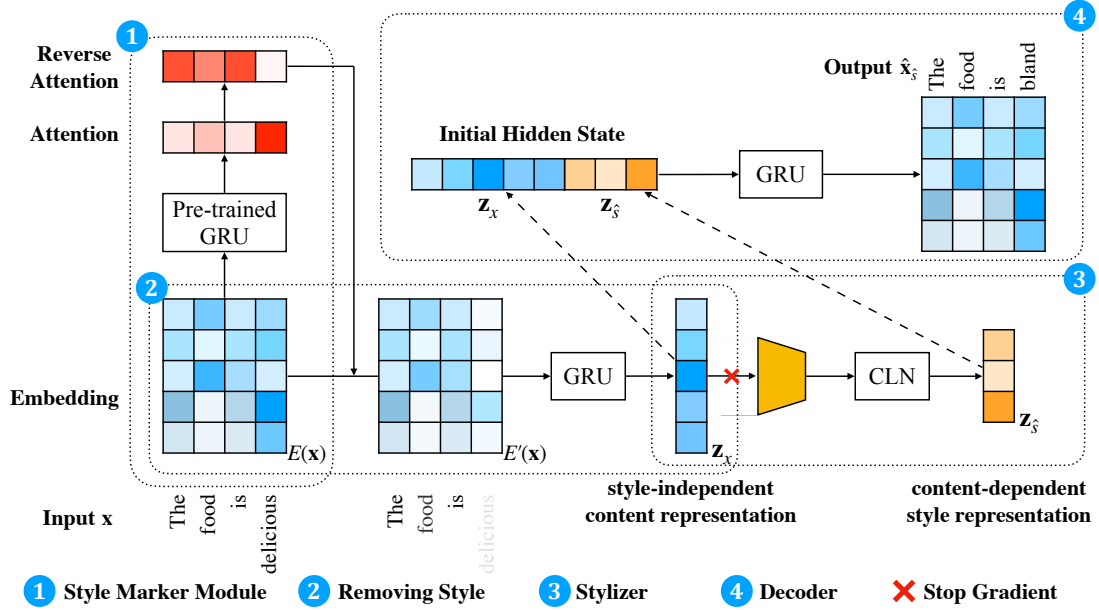 1
4
Reverse
Attention
Output x̂ŝ
The
food
is
bland
Attention
Initial Hidden State
GRU
zx
zŝ
Pre-trained
GRU
2
3
Embedding
GRU
CLN
E(x)
E′(x)
zx
zŝ
Input x
The
food
is
delicious
The
food
is
delicious
style-independent
content representation
content-dependent
style representation
1 Style Marker Module
2 Removing Style
3 Stylizer
4 Decoder
Stop Gradient